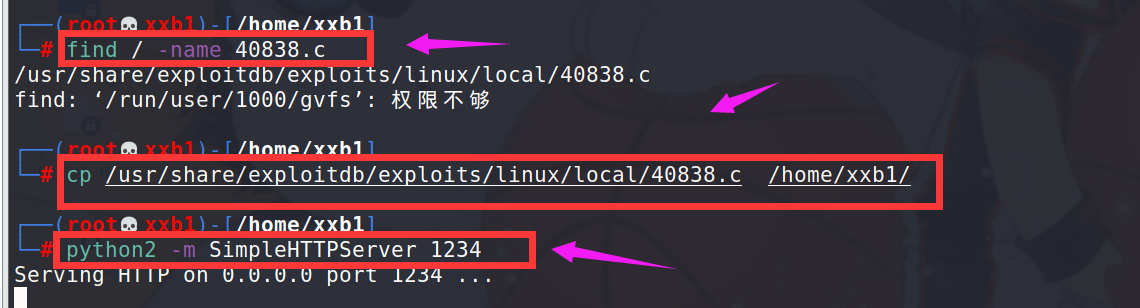 ┌──(root💀xxb1)-[/home/xxb1]
└─# find / -name 40838.c
/usr/share/exploitdb/exploits/linux/local/40838.c
find: ‘/run/user/1000/gvfs’: 权限不够
┌──(root💀xxb1)-[/home/xxb1]
└─# cp /usr/share/exploitdb/exploits/linux/local/40838.c  /home/xxb1/
┌──(root💀xxb1)-[/home/xxb1]
└─# python2 -m SimpleHTTPServer 1234
Serving HTTP on 0.0.0.0 port 1234 ...